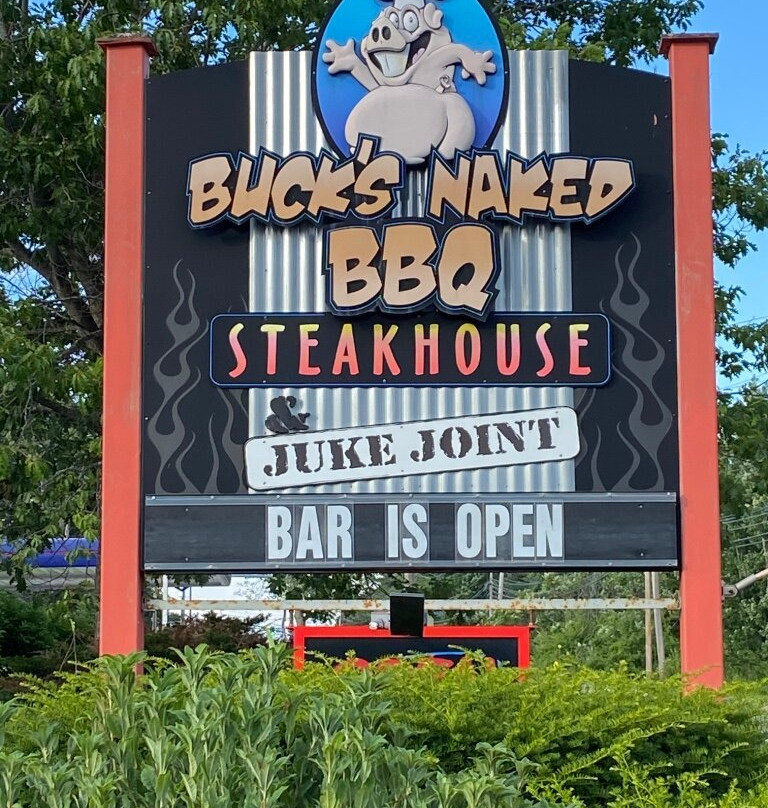 BUCK'S NAKED
BBQ
STEAKHOUSE
&
JUKE JOINT
BAR IS OPEN